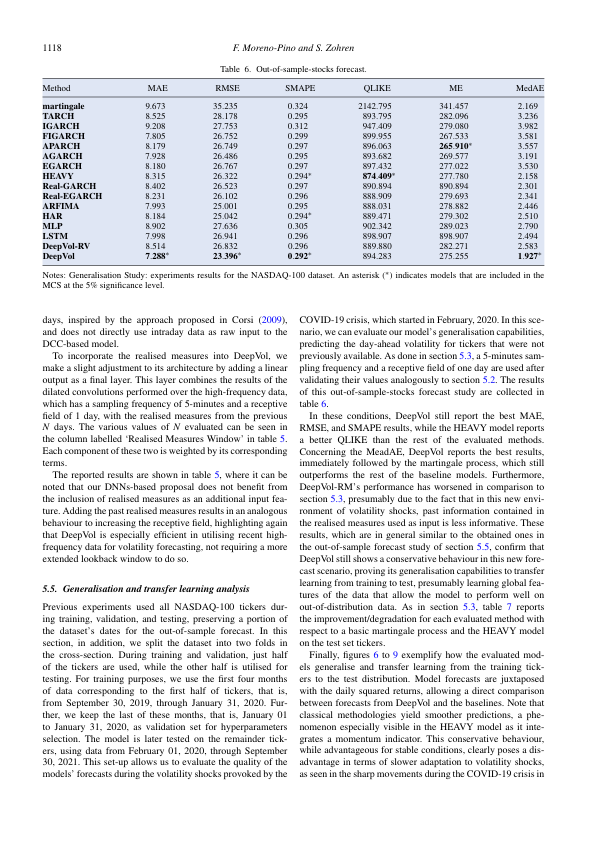 1118
F. Moreno-Pino and S. Zohren
Table 6. Out-of-sample-stocks forecast.
Method MAE RMSE SMAPE QLIKE ME MedAE
martingale 9.673 35.235 0.324 2142.795 341.457 2.169
TARCH 8.525 28.178 0.295 893.795 282.096 3.236
IGARCH 9.208 27.753 0.312 947.409 279.080 3.982
FIGARCH 7.805 26.752 0.299 899.955 267.533 3.581
APARCH 8.179 26.749 0.297 896.063 265.910* 3.557
AGARCH 7.928 26.486 0.295 893.682 269.577 3.191
EGARCH 8.180 26.767 0.297 897.432 277.022 3.530
HEAVY 8.315 26.322 0.294* 874.409* 277.780 2.158
Real-GARCH 8.402 26.523 0.297 890.894 890.894 2.301
Real-EGARCH 8.231 26.102 0.296 888.909 279.693 2.341
ARFIMA 7.993 25.001 0.295 888.031 278.882 2.446
HAR 8.184 25.042 0.294* 889.471 279.302 2.510
MLP 8.902 27.636 0.305 902.342 289.023 2.790
LSTM 7.998 26.941 0.296 898.907 898.907 2.494
DeepVol-RV 8.514 26.832 0.296 889.880 282.271 2.583
DeepVol 7.288* 23.396* 0.292* 894.283 275.255 1.927*
Notes: Generalisation Study: experiments results for the NASDAQ-100 dataset. An asterisk (*) indicates models that are included in the
MCS at the 5% significance level.
days, inspired by the approach proposed in Corsi (2009),
and does not directly use intraday data as raw input to the
DCC-based model.
To incorporate the realised measures into DeepVol, we
make a slight adjustment to its architecture by adding a linear
output as a final layer. This layer combines the results of the
dilated convolutions performed over the high-frequency data,
which has a sampling frequency of 5-minutes and a receptive
field of 1 day, with the realised measures from the previous
N days. The various values of N evaluated can be seen in
the column labelled ‘Realised Measures Window’ in table 5.
Each component of these two is weighted by its corresponding
terms.
The reported results are shown in table 5, where it can be
noted that our DNNs-based proposal does not benefit from
the inclusion of realised measures as an additional input fea-
ture. Adding the past realised measures results in an analogous
behaviour to increasing the receptive field, highlighting again
that DeepVol is especially efficient in utilising recent high-
frequency data for volatility forecasting, not requiring a more
extended lookback window to do so.
5.5. Generalisation and transfer learning analysis
Previous experiments used all NASDAQ-100 tickers dur-
ing training, validation, and testing, preserving a portion of
the dataset's dates for the out-of-sample forecast. In this
section, in addition, we split the dataset into two folds in
the cross-section. During training and validation, just half
of the tickers are used, while the other half is utilised for
testing. For training purposes, we use the first four months
of data corresponding to the first half of tickers, that is,
from September 30, 2019, through January 31, 2020. Fur-
ther, we keep the last of these months, that is, January 01
to January 31, 2020, as validation set for hyperparameters
selection. The model is later tested on the remainder tick-
ers, using data from February 01, 2020, through September
30, 2021. This set-up allows us to evaluate the quality of the
models' forecasts during the volatility shocks provoked by the
COVID-19 crisis, which started in February, 2020. In this sce-
nario, we can evaluate our model's generalisation capabilities,
predicting the day-ahead volatility for tickers that were not
previously available. As done in section 5.3, a 5-minutes sam-
pling frequency and a receptive field of one day are used after
validating their values analogously to section 5.2. The results
of this out-of-sample-stocks forecast study are collected in
table 6.
In these conditions, DeepVol still report the best MAE,
RMSE, and SMAPE results, while the HEAVY model reports
a better QLIKE than the rest of the evaluated methods.
Concerning the MeadAE, DeepVol reports the best results,
immediately followed by the martingale process, which still
outperforms the rest of the baseline models. Furthermore,
DeepVol-RM's performance has worsened in comparison to
section 5.3, presumably due to the fact that in this new envi-
ronment of volatility shocks, past information contained in
the realised measures used as input is less informative. These
results, which are in general similar to the obtained ones in
the out-of-sample forecast study of section 5.5, confirm that
DeepVol still shows a conservative behaviour in this new fore-
cast scenario, proving its generalisation capabilities to transfer
learning from training to test, presumably learning global fea-
tures of the data that allow the model to perform well on
out-of-distribution data. As in section 5.3, table 7 reports
the improvement/degradation for each evaluated method with
respect to a basic martingale process and the HEAVY model
on the test set tickers.
Finally, figures 6 to 9 exemplify how the evaluated mod-
els generalise and transfer learning from the training tick-
ers to the test distribution. Model forecasts are juxtaposed
with the daily squared returns, allowing a direct comparison
between forecasts from DeepVol and the baselines. Note that
classical methodologies yield smoother predictions, a phe-
nomenon especially visible in the HEAVY model as it inte-
grates a momentum indicator. This conservative behaviour,
while advantageous for stable conditions, clearly poses a dis-
advantage in terms of slower adaptation to volatility shocks,
as seen in the sharp movements during the COVID-19 crisis in